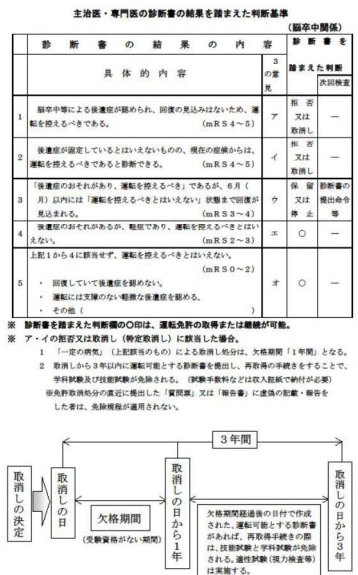 主治医・専門医の診断書の結果を踏まえた判断基準
（脳卒中関係）
診　断　書　の　結　果　の　内　容
診断書を踏まえた判断
具　体　的　内　容
３の意見
次回検査
1
脳卒中等による後遺症が認められ、回復の見込みはないため、運
転を控えるべきである。
（ｍＲＳ４～５）
ア
拒　否
又は
取消し
―
2
後遺症が固定しているとはいえないものの、現在の症候からは、
運転を控えるべきであると診断できる。
（ｍＲＳ４～５）
イ
拒　否
又は
取消し
―
3
「後遺症のおそれがあり、運転を控えるべき」であるが、６月（
月）以内には「運転を控えるべきとはいえない」状態まで回復が
見込まれる。
（ｍＲＳ３～４）
ウ
保　留
又は
停　止
診断書の
提出命令
等
4
後遺症のおそれがあるが、軽症であり、運転を控えるべきとはい
えない。
（ｍＲＳ２～３）
エ
○
―
5
上記１から４に該当せず、運転を控えるべきとはいえない。
（ｍＲＳ０～２）
・　回復していて後遺症を認めない。
・　運転には支障のない軽微な後遺症を認める、
・　その他（　　　　　　　　　　　　　　　）
オ
○
―
※　診断書を踏まえた判断欄の○印は、運転免許の取得または継続が可能。
※　ア・イの拒否又は取消し（特定取消し）に該当した場合。
１　「一定の病気」（上記該当のもの）による取消し処分は、欠格期間「１年間」となる。
２　取消しから３年以内に運転可能とする診断書を提出し、再取得の手続きをすることで、
学科試験及び技能試験が免除される。（試験手数料などは収入証紙で納付が必要）
※免許取消処分の直近に提出した「質問票」又は「報告書」に虚偽の記載・報告を
した者は、免除規程が適用されない。
３年間
取消しの決定
取消しの日
欠格期間
（受験資格がない期間）
取消しの日から１年
欠格期間経過後の日付で作成
された、運転可能とする診断書
があれば、再取得手続きの際
は、技能試験と学科試験が免除
される。適性試験（視力検査等）
は実施する。
取消しの日から３年